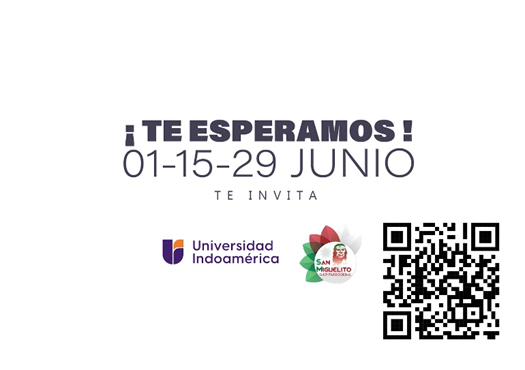 ¡ TE ESPERAMOS !
01-15-29 JUNIO
TE INVITA
Universidad
Indoamérica
SAN
MIGUELITO